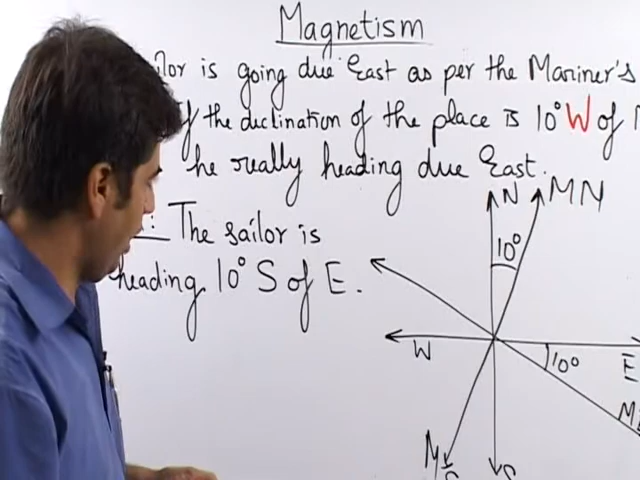 Magnetism
ilor is going due East as per the Mariner's
f the declination of the place is 10° W of
he really heading due East.
The sailor is
heading 10° S of E.
N MN
10°
W
10°
E
M
S
S